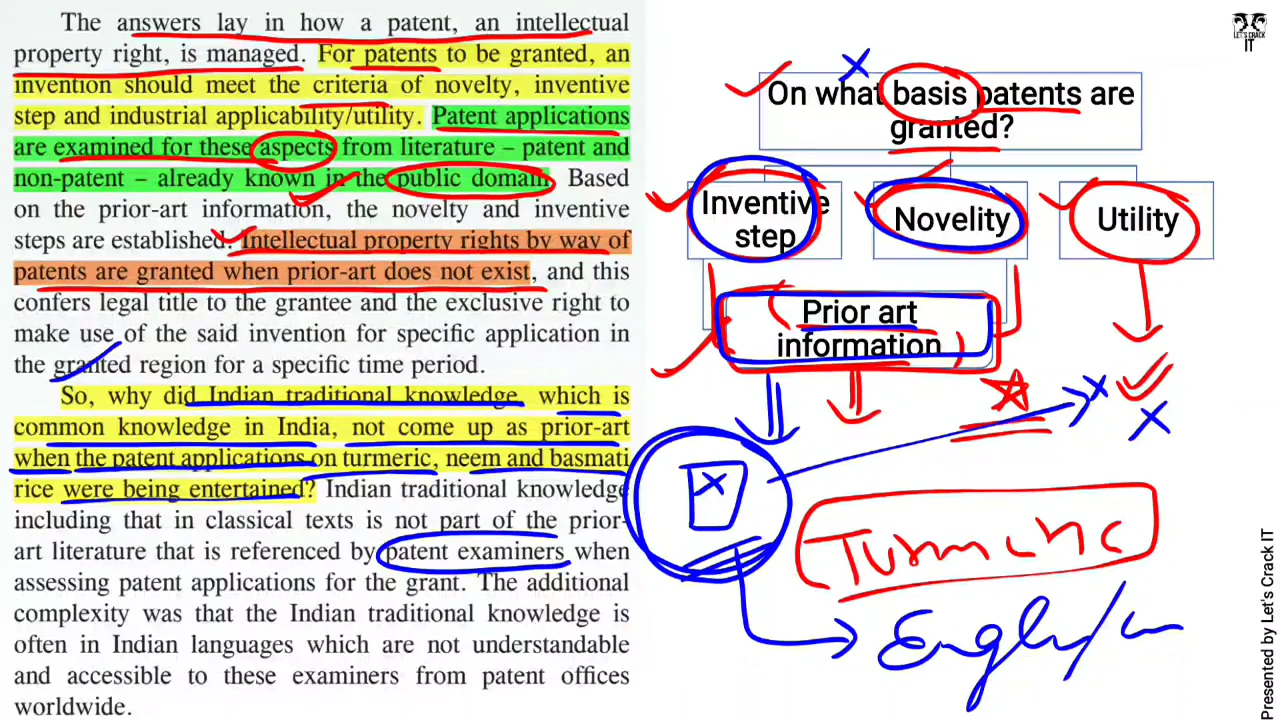 The answers lay in how a patent, an intellectual
property right, is managed. For patents to be granted, an
invention should meet the criteria of novelty, inventive
step and industrial applicability/utility. Patent applications
are examined for these aspects from literature – patent and
non-patent – already known in the public domain. Based
on the prior-art information, the novelty and inventive
steps are established. Intellectual property rights by way of
patents are granted when prior-art does not exist, and this
confers legal title to the grantee and the exclusive right to
make use of the said invention for specific application in
the granted region for a specific time period.
So, why did Indian traditional knowledge, which is
common knowledge in India, not come up as prior-art
when the patent applications on turmeric, neem and basmati
rice were being entertained? Indian traditional knowledge
including that in classical texts is not part of the prior-
art literature that is referenced by patent examiners when
assessing patent applications for the grant. The additional
complexity was that the Indian traditional knowledge is
often in Indian languages which are not understandable
and accessible to these examiners from patent offices
worldwide.
LET'S CRACK
IT
On what basis patents are
granted?
Inventive
step
Novelity
Utility
Prior art
information
Turmeric
Presented by Let's Crack IT